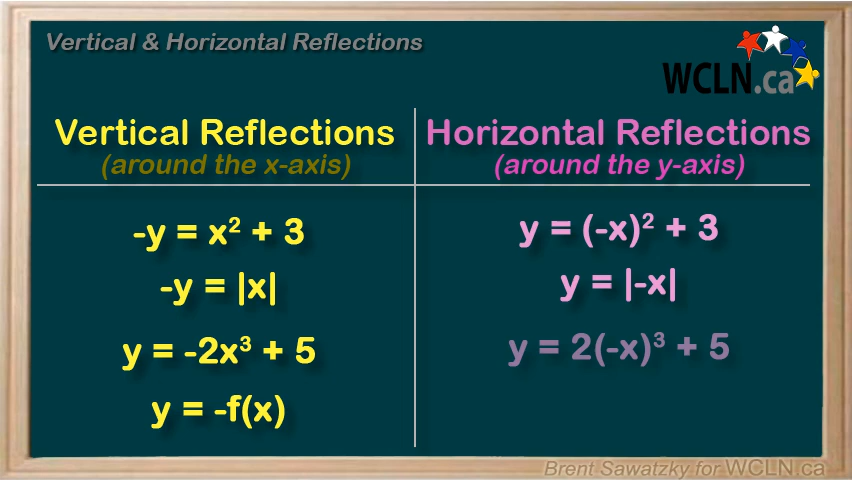 Vertical & Horizontal Reflections
WCLN.ca
Vertical Reflections
(around the x-axis)
-y = x² + 3
-y = |x|
y = -2x³ + 5
y = -f(x)
Horizontal Reflections
(around the y-axis)
y = (-x)² + 3
y = |-x|
y = 2(-x)³ + 5
Brent Sawatzky for WCLN.ca